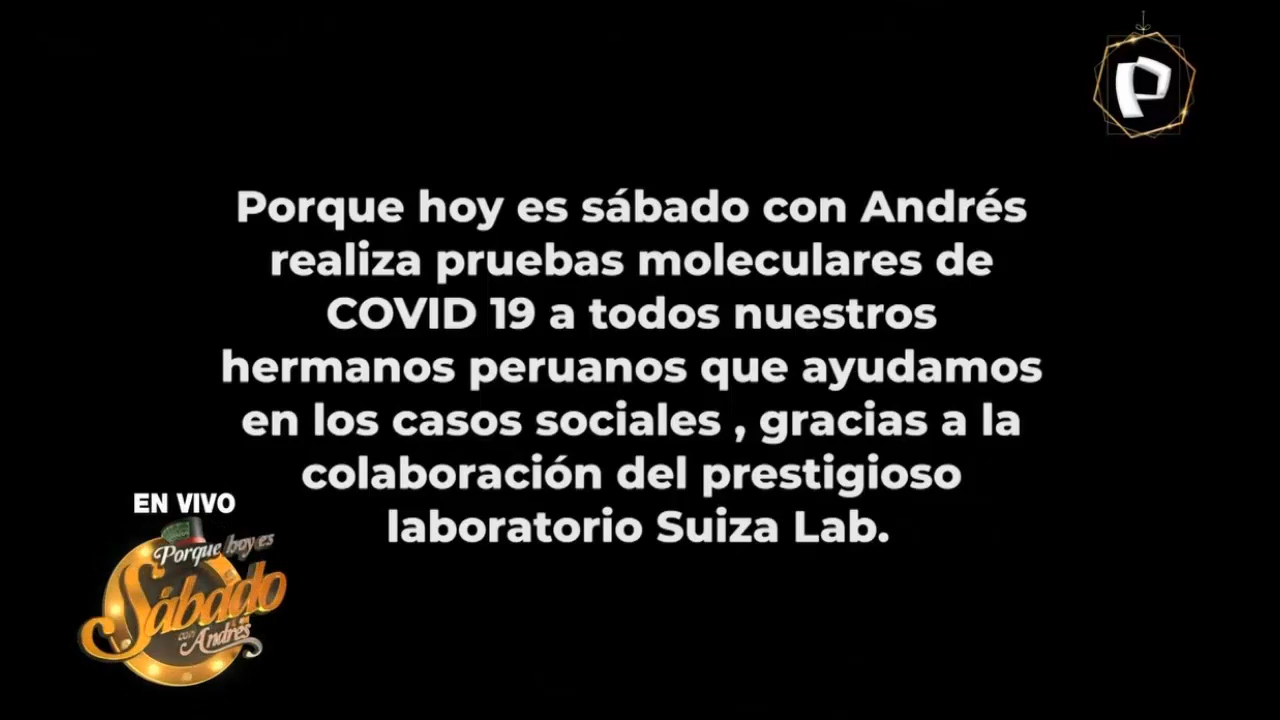 Porque hoy es sábado con Andrés
realiza pruebas moleculares de
COVID 19 a todos nuestros
hermanos peruanos que ayudamos
en los casos sociales , gracias a la
colaboración del prestigioso
laboratorio Suiza Lab.
EN VIVO
Porque hoy es
Sábado
con Andrés
P